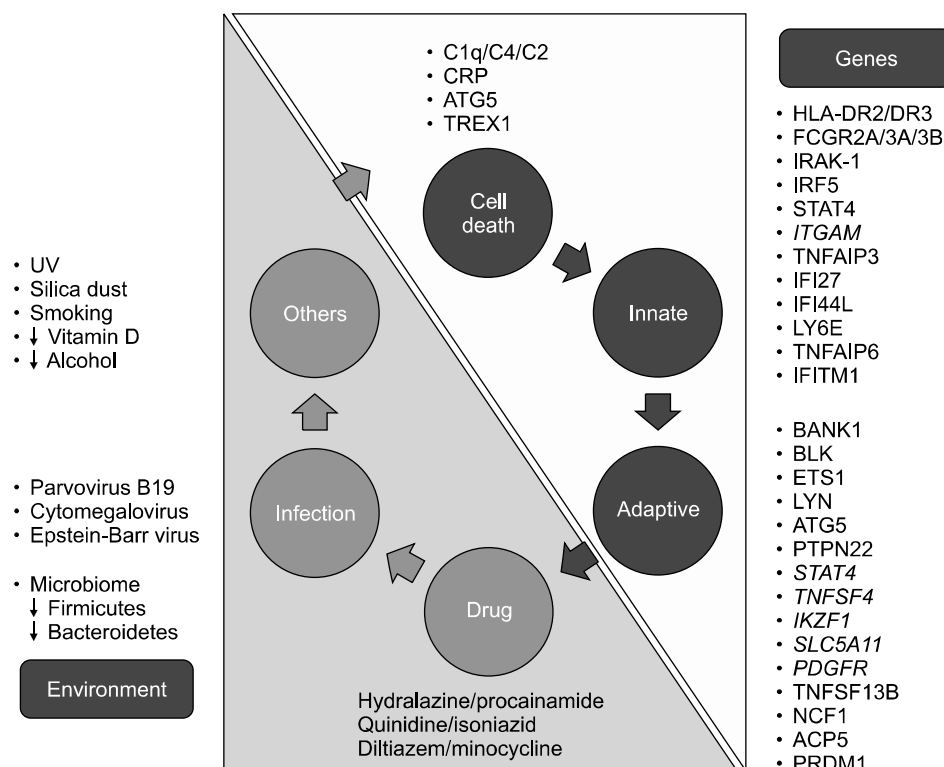 • C1q/C4/C2
• CRP
• ATG5
• TREX1
Cell
death
Innate
Adaptive
Drug
Infection
Others
Genes
• HLA-DR2/DR3
• FCGR2A/3A/3B
• IRAK-1
• IRF5
• STAT4
• ITGAM
• TNFAIP3
• IFI27
• IFI44L
• LY6E
• TNFAIP6
• IFITM1
• BANK1
• BLK
• ETS1
• LYN
• ATG5
• PTPN22
• STAT4
• TNFSF4
• IKZF1
• SLC5A11
• PDGFR
• TNFSF13B
• NCF1
• ACP5
• PRDM1
• UV
• Silica dust
• Smoking
• ↓ Vitamin D
• ↓ Alcohol
• Parvovirus B19
• Cytomegalovirus
• Epstein-Barr virus
• Microbiome
↓ Firmicutes
↓ Bacteroidetes
Environment
Hydralazine/procainamide
Quinidine/isoniazid
Diltiazem/minocycline